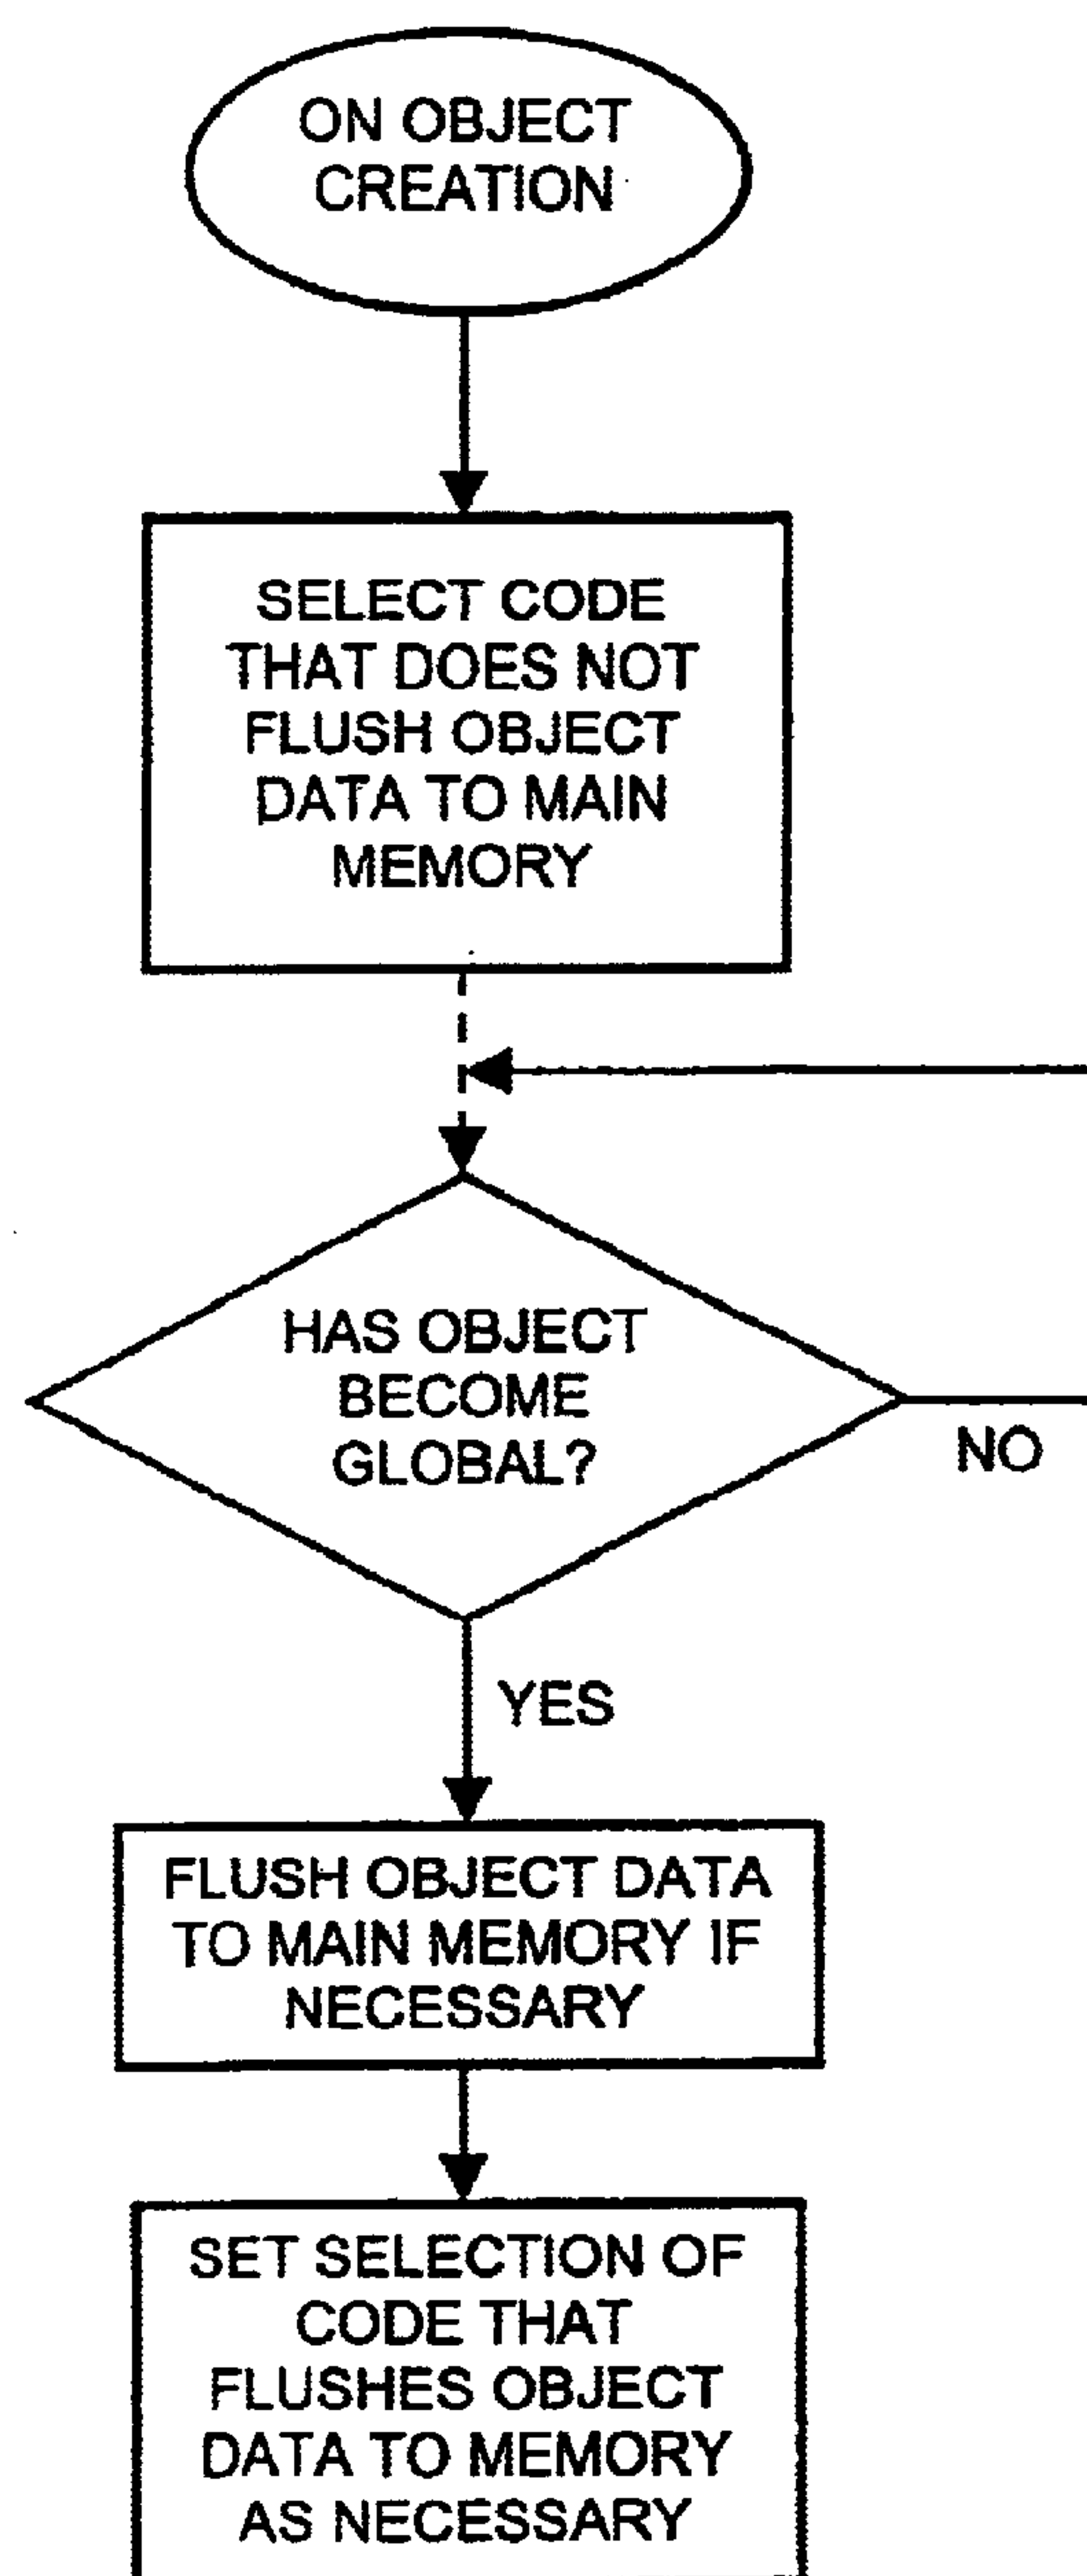 ON OBJECT
CREATION
SELECT CODE
THAT DOES NOT
FLUSH OBJECT
DATA TO MAIN
MEMORY
HAS OBJECT
BECOME
GLOBAL?
NO
YES
FLUSH OBJECT DATA
TO MAIN MEMORY IF
NECESSARY
SET SELECTION OF
CODE THAT
FLUSHES OBJECT
DATA TO MEMORY
AS NECESSARY